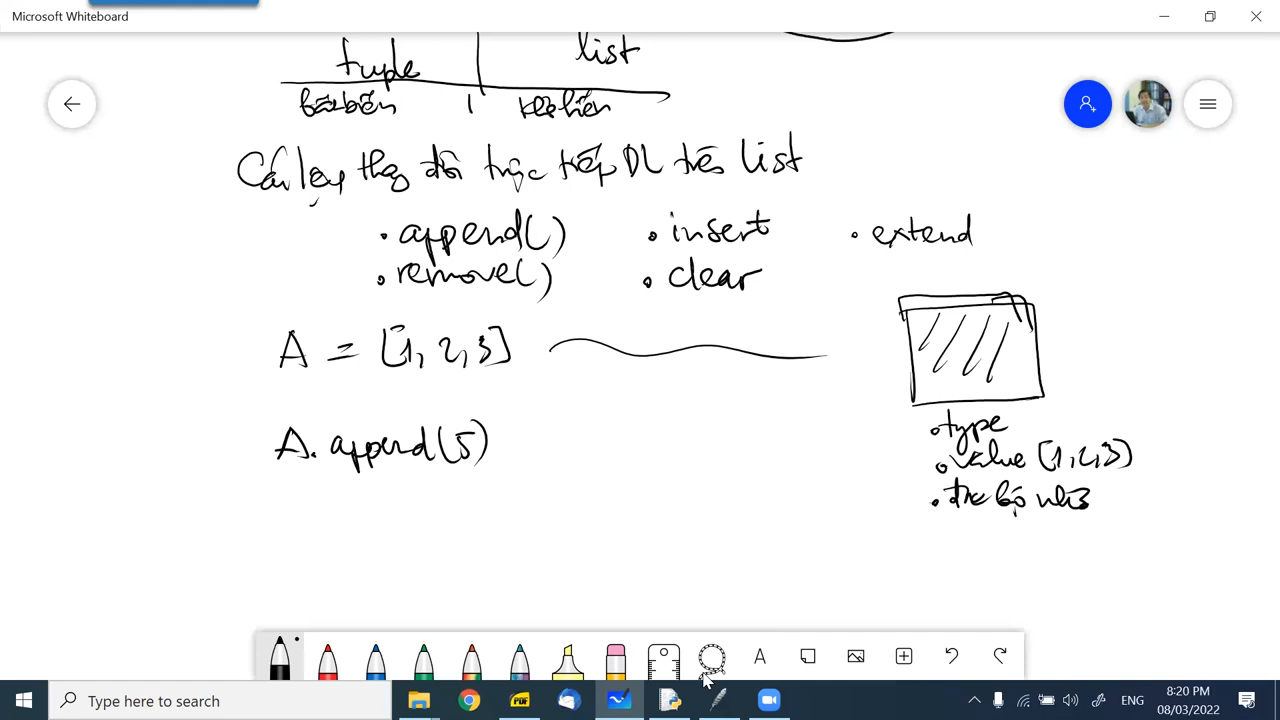 Microsoft Whiteboard
tuple list
bất biến khả biến
Các lệnh thay đổi trực tiếp DL trên list
• append() • insert • extend
• remove() • clear
A = [1, 2, 3]
• type
A. append(5)
• value [1, 2, 3]
• đ/c bộ nhớ
Type here to search
ENG
8:20 PM
08/03/2022